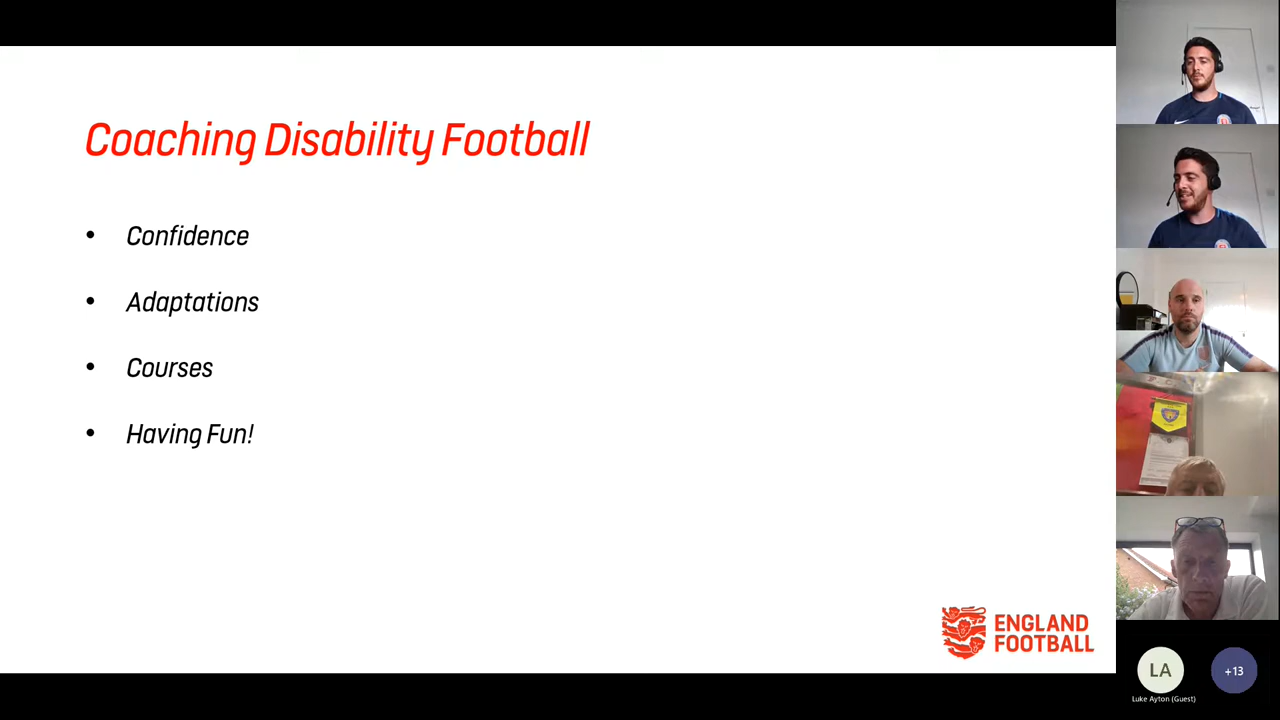 Coaching Disability Football
• Confidence
• Adaptations
• Courses
• Having Fun!
ENGLAND
FOOTBALL
LA
+13
Luke Ayton (Guest)